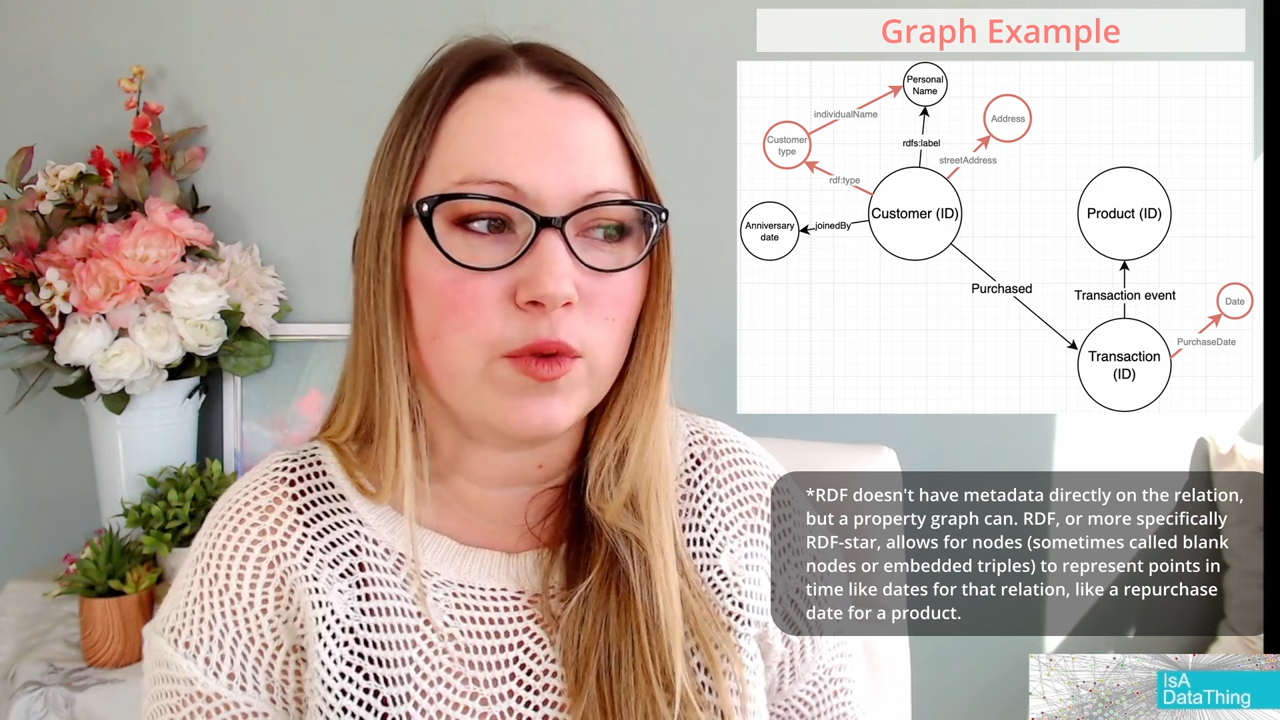 Graph Example
Personal
Name
individualName
Address
Customer
type
rdfs:label
streetAddress
rdf:type
Customer (ID)
Product (ID)
Anniversary
date
joinedBy
Purchased
Transaction event
Date
PurchaseDate
Transaction
(ID)
*RDF doesn't have metadata directly on the relation,
but a property graph can. RDF, or more specifically
RDF-star, allows for nodes (sometimes called blank
nodes or embedded triples) to represent points in
time like dates for that relation, like a repurchase
date for a product.
IsA
DataThing